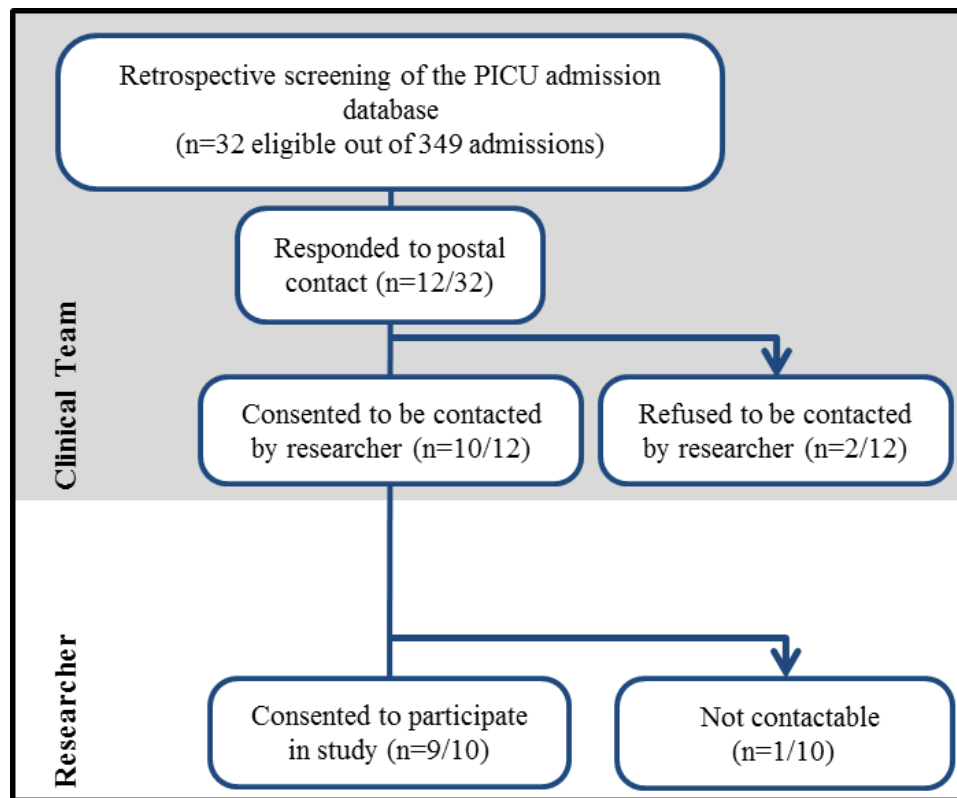 Retrospective screening of the PICU admission
database
(n=32 eligible out of 349 admissions)
Responded to postal
contact (n=12/32)
Clinical Team
Consented to be contacted
by researcher (n=10/12)
Refused to be contacted
by researcher (n=2/12)
Researcher
Consented to participate
in study (n=9/10)
Not contactable
(n=1/10)